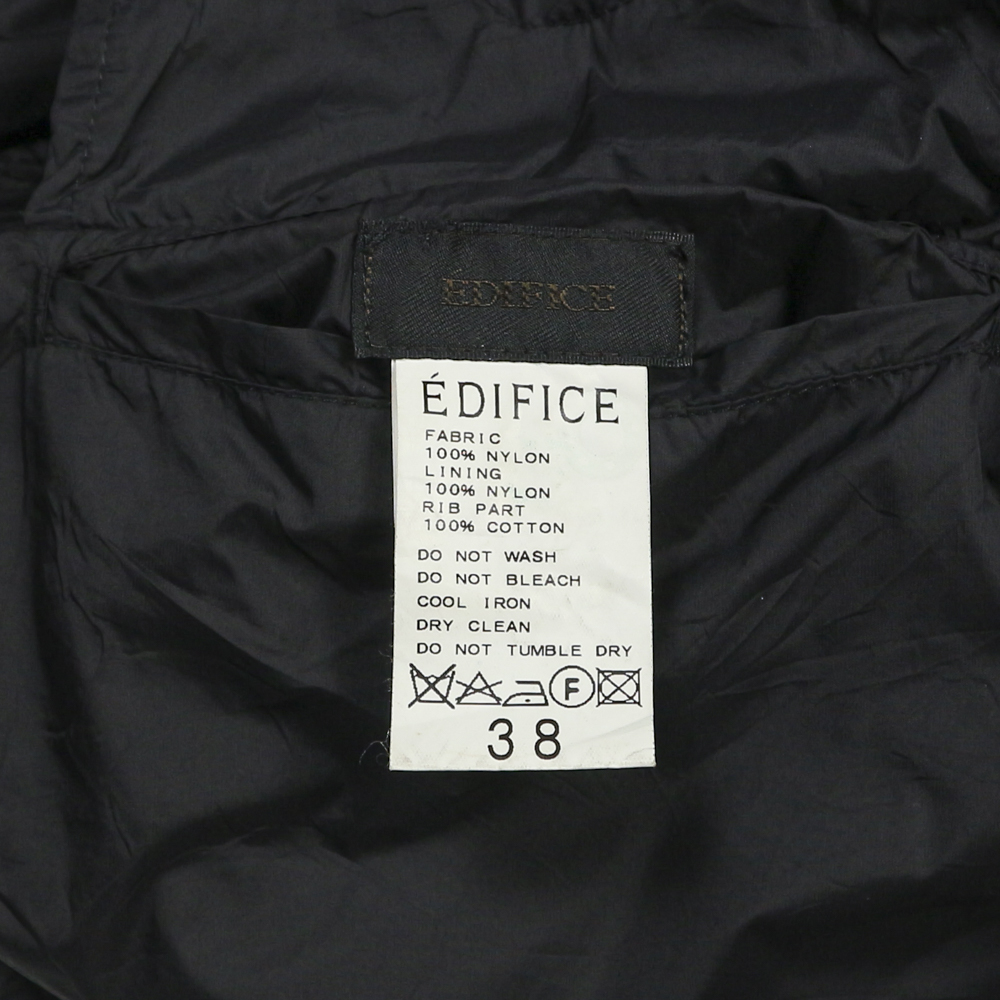 EDIFICE
ÉDIFICE
FABRIC
100% NYLON
LINING
100% NYLON
RIB PART
100% COTTON
DO NOT WASH
DO NOT BLEACH
COOL IRON
DRY CLEAN
DO NOT TUMBLE DRY
F
38